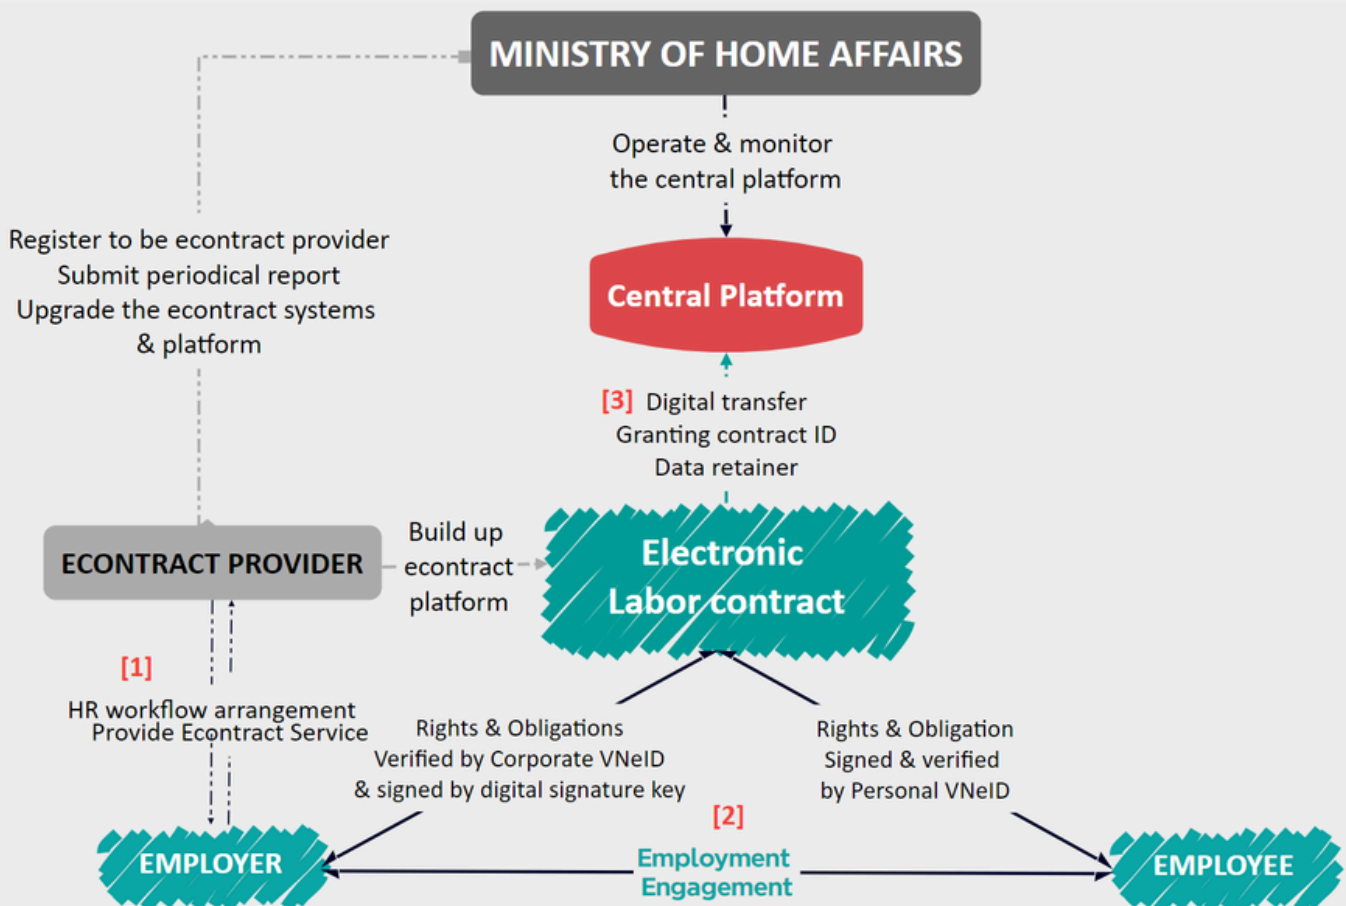 MINISTRY OF HOME AFFAIRS
Operate & monitor
the central platform
Register to be econtract provider
Submit periodical report
Upgrade the econtract systems
& platform
Central Platform
[3] Digital transfer
Granting contract ID
Data retainer
ECONTRACT PROVIDER
Build up
econtract
platform
Electronic
Labor contract
[1]
HR workflow arrangement
Provide Econtract Service
Rights & Obligations
Verified by Corporate VNeID
& signed by digital signature key
Rights & Obligation
Signed & verified
by Personal VNeID
[2]
EMPLOYER
Employment
Engagement
EMPLOYEE